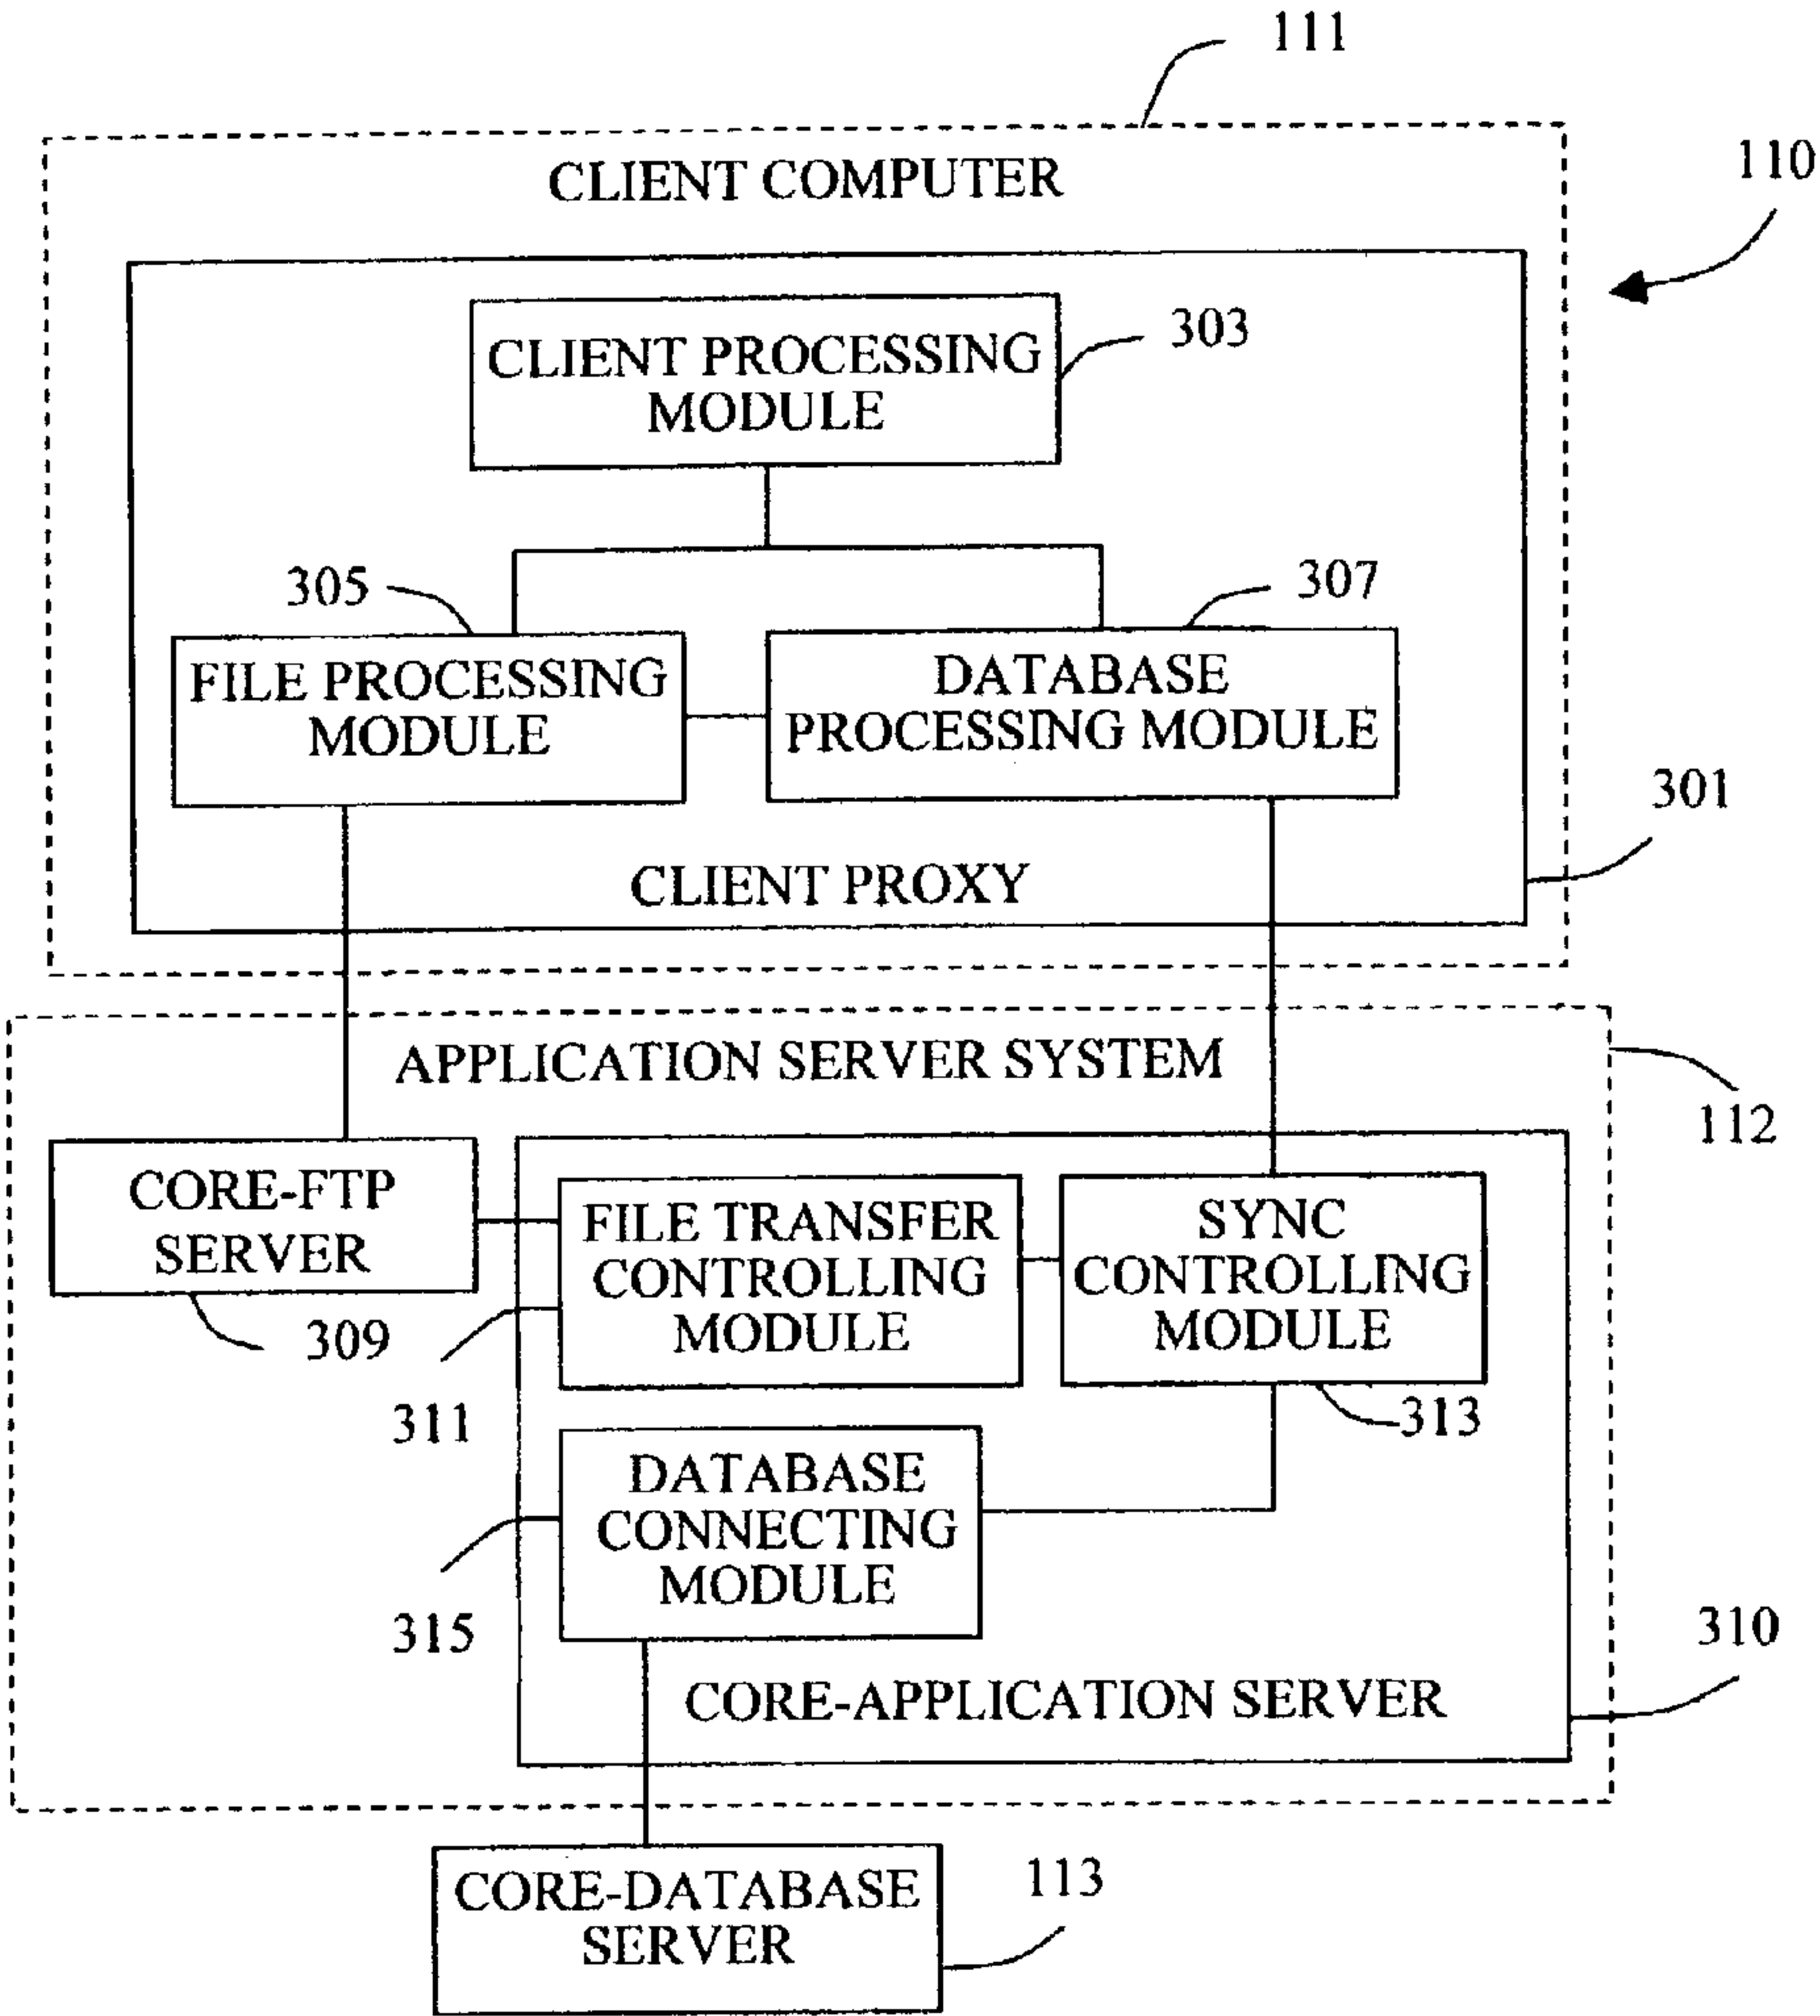 111
110
CLIENT COMPUTER
303
CLIENT PROCESSING
MODULE
305
307
FILE PROCESSING
MODULE
DATABASE
PROCESSING MODULE
301
CLIENT PROXY
APPLICATION SERVER SYSTEM
112
CORE-FTP
SERVER
309
FILE TRANSFER
CONTROLLING
MODULE
311
SYNC
CONTROLLING
MODULE
313
DATABASE
CONNECTING
MODULE
315
310
CORE-APPLICATION SERVER
CORE-DATABASE
SERVER
113